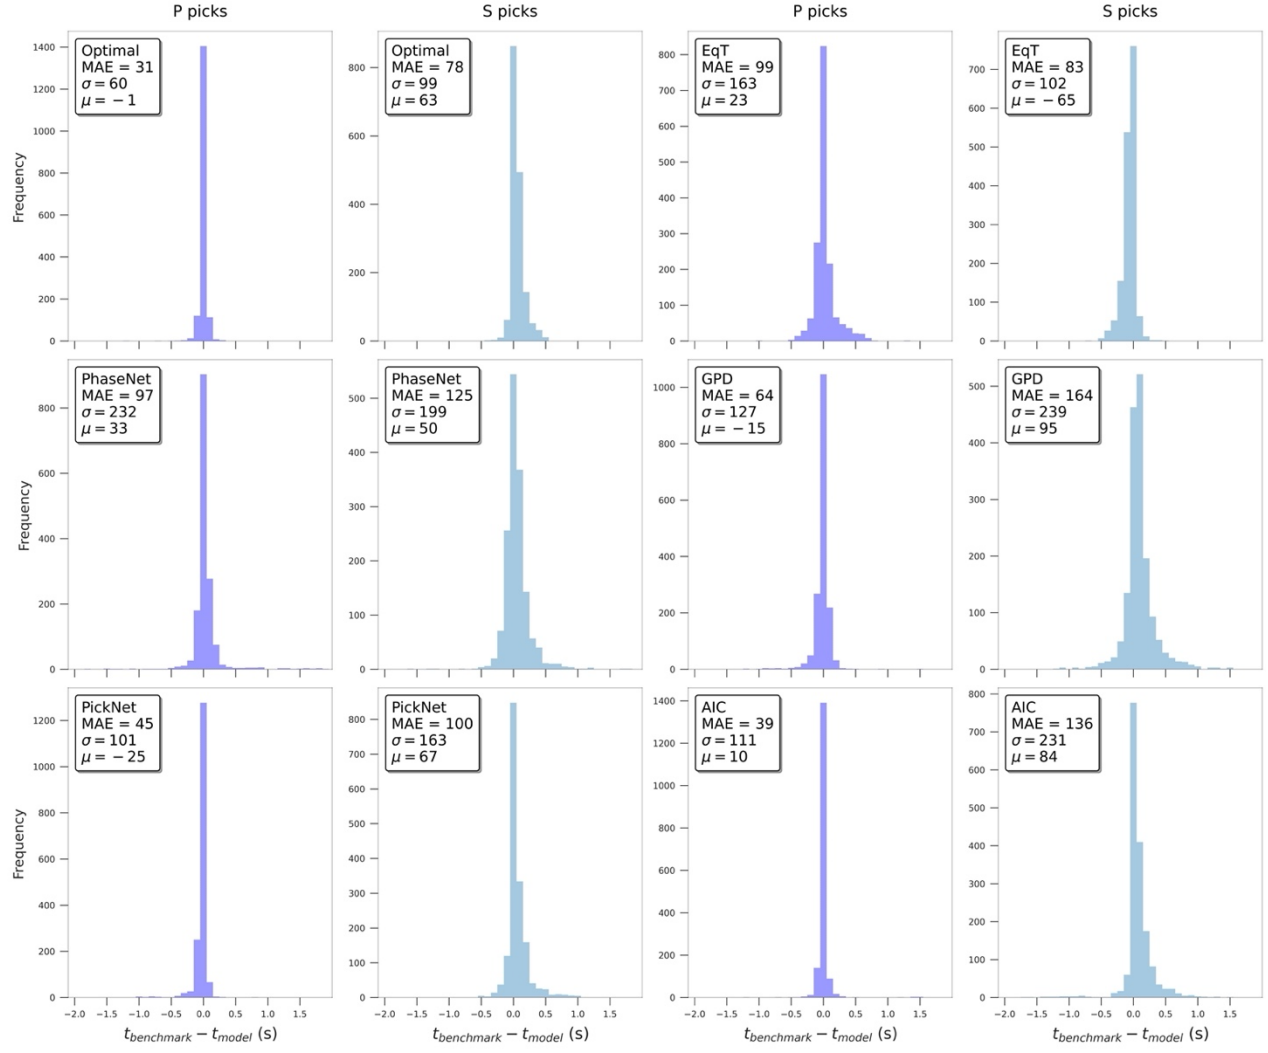 P picks
S picks
P picks
S picks
Frequency
1400
1200
1000
800
600
400
200
0
Optimal
MAE = 31
σ = 60
μ = −1
800
600
400
200
0
Optimal
MAE = 78
σ = 99
μ = 63
800
700
600
500
400
300
200
100
0
EqT
MAE = 99
σ = 163
μ = 23
700
600
500
400
300
200
100
0
EqT
MAE = 83
σ = 102
μ = −65
Frequency
800
600
400
200
0
PhaseNet
MAE = 97
σ = 232
μ = 33
500
400
300
200
100
0
PhaseNet
MAE = 125
σ = 199
μ = 50
1000
800
600
400
200
0
GPD
MAE = 64
σ = 127
μ = −15
500
400
300
200
100
0
GPD
MAE = 164
σ = 239
μ = 95
Frequency
1200
1000
800
600
400
200
0
PickNet
MAE = 45
σ = 101
μ = −25
−2.0 −1.5 −1.0 −0.5 0.0 0.5 1.0 1.5
t_benchmark − t_model (s)
800
700
600
500
400
300
200
100
0
PickNet
MAE = 100
σ = 163
μ = 67
−2.0 −1.5 −1.0 −0.5 0.0 0.5 1.0 1.5
t_benchmark − t_model (s)
1400
1200
1000
800
600
400
200
0
AIC
MAE = 39
σ = 111
μ = 10
−2.0 −1.5 −1.0 −0.5 0.0 0.5 1.0 1.5
t_benchmark − t_model (s)
800
700
600
500
400
300
200
100
0
AIC
MAE = 136
σ = 231
μ = 84
−2.0 −1.5 −1.0 −0.5 0.0 0.5 1.0 1.5
t_benchmark − t_model (s)